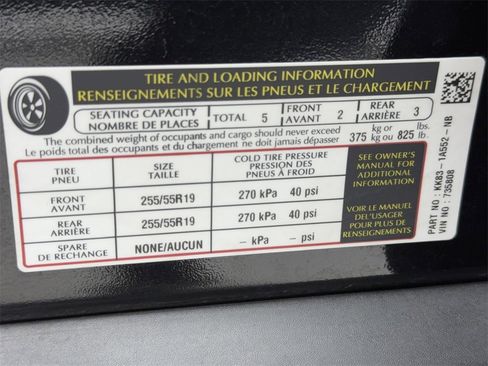 TIRE AND LOADING INFORMATION
RENSEIGNEMENTS SUR LES PNEUS ET LE CHARGEMENT
SEATING CAPACITY
NOMBRE DE PLACES
TOTAL 5
FRONT
AVANT 2
REAR
ARRIÈRE 3
The combined weight of occupants and cargo should never exceed
Le poids total des occupants et du chargement ne doit jamais dépasser
375 kg or 825 lbs.
kg ou lb.
TIRE
PNEU
SIZE
TAILLE
COLD TIRE PRESSURE
PRESSION DES
PNEUS À FROID
FRONT
AVANT
255/55R19
270 kPa 40 psi
REAR
ARRIÈRE
255/55R19
270 kPa 40 psi
SPARE
DE RECHANGE
NONE/AUCUN
– kPa – psi
SEE OWNER'S
MANUAL FOR
ADDITIONAL
INFORMATION
VOIR LE MANUEL
DE L'USAGER
POUR PLUS DE
RENSEIGNEMENTS
PART NO : KK83-1A552-NB
VIN NO : 735808